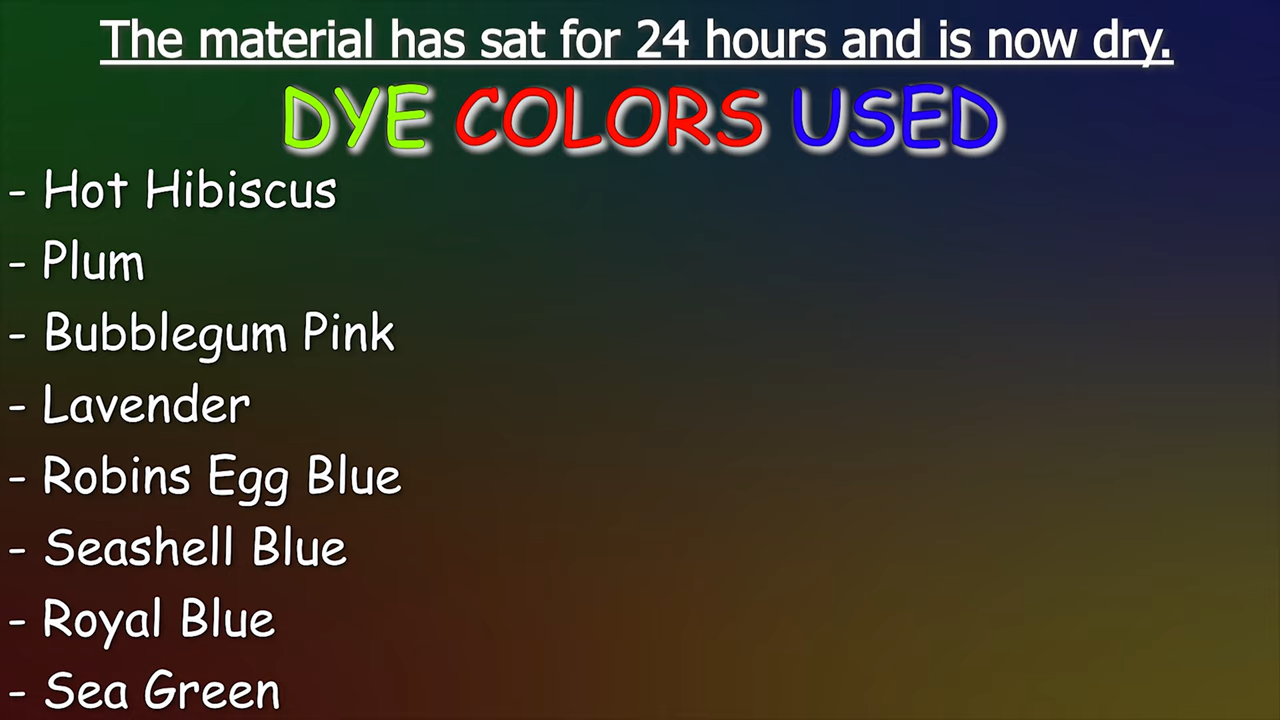 The material has sat for 24 hours and is now dry.
DYE COLORS USED
- Hot Hibiscus
- Plum
- Bubblegum Pink
- Lavender
- Robins Egg Blue
- Seashell Blue
- Royal Blue
- Sea Green